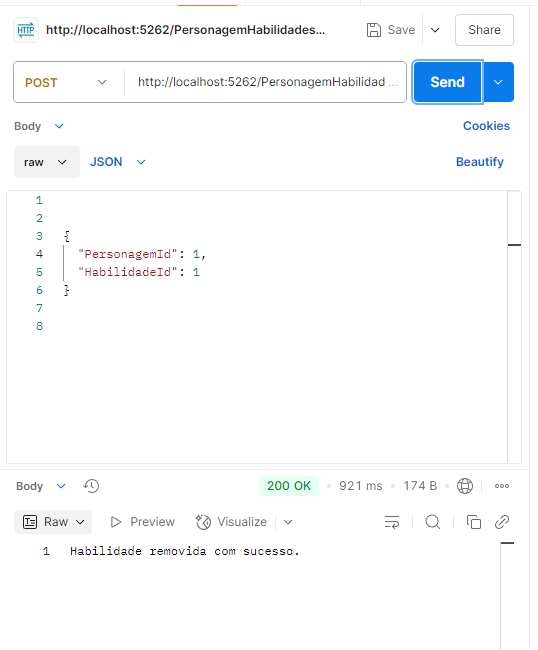 HTTP http://localhost:5262/PersonagemHabilidades... Save Share
POST http://localhost:5262/PersonagemHabilidad ... Send
Body Cookies
raw JSON Beautify
1
2
3 {
4 "PersonagemId": 1,
5 "HabilidadeId": 1
6 }
7
8
Body 200 OK • 921 ms • 174 B
Raw Preview Visualize
1 Habilidade removida com sucesso.